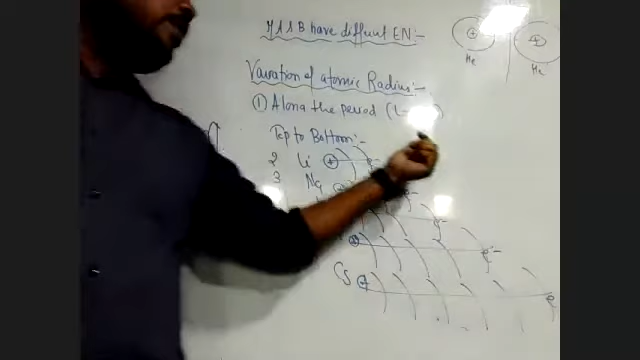 If A & B have different EN:-
Variation of atomic Radius:-
① Along the period (L-
Top to Bottom:-
2 Li + e-
3 Na
e-
e-
Cs + e
+ He
+ He